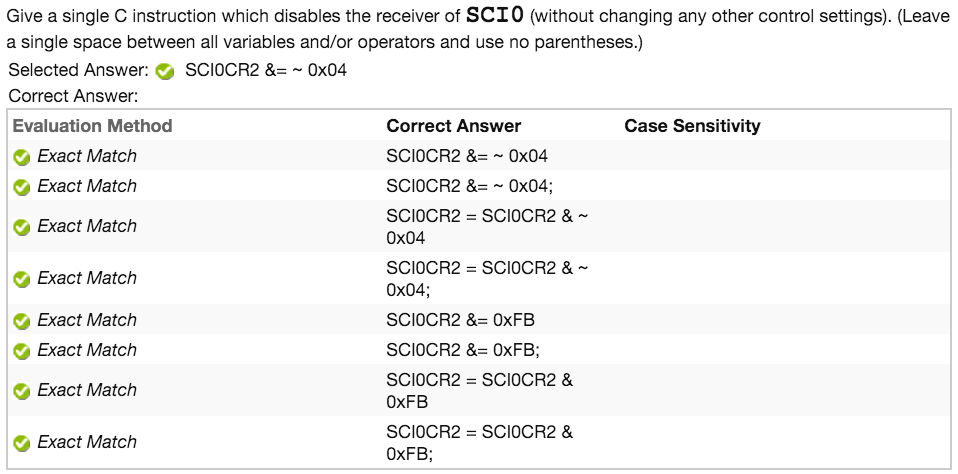 Give a single C instruction which disables the receiver of SCI0 (without changing any other control settings). (Leave
a single space between all variables and/or operators and use no parentheses.)
Selected Answer: SCI0CR2 &= ~ 0x04
Correct Answer:
Evaluation Method Correct Answer Case Sensitivity
Exact Match SCI0CR2 &= ~ 0x04
Exact Match SCI0CR2 &= ~ 0x04;
Exact Match SCI0CR2 = SCI0CR2 & ~
0x04
Exact Match SCI0CR2 = SCI0CR2 & ~
0x04;
Exact Match SCI0CR2 &= 0xFB
Exact Match SCI0CR2 &= 0xFB;
Exact Match SCI0CR2 = SCI0CR2 &
0xFB
Exact Match SCI0CR2 = SCI0CR2 &
0xFB;